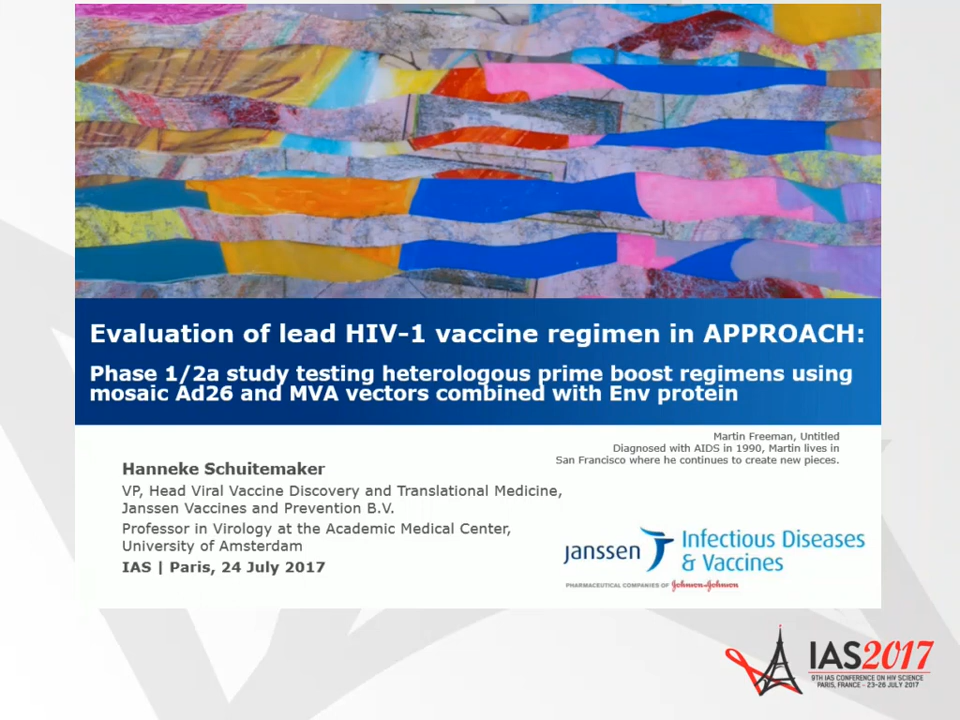 Evaluation of lead HIV-1 vaccine regimen in APPROACH:
Phase 1/2a study testing heterologous prime boost regimens using
mosaic Ad26 and MVA vectors combined with Env protein
Martin Freeman, Untitled
Diagnosed with AIDS in 1990, Martin lives in
San Francisco where he continues to create new pieces.
Hanneke Schuitemaker
VP, Head Viral Vaccine Discovery and Translational Medicine,
Janssen Vaccines and Prevention B.V.
Professor in Virology at the Academic Medical Center,
University of Amsterdam
IAS | Paris, 24 July 2017
janssen
Infectious Diseases
& Vaccines
PHARMACEUTICAL COMPANIES OF Johnson & Johnson
IAS2017
9TH IAS CONFERENCE ON HIV SCIENCE
PARIS, FRANCE - 23-26 JULY 2017